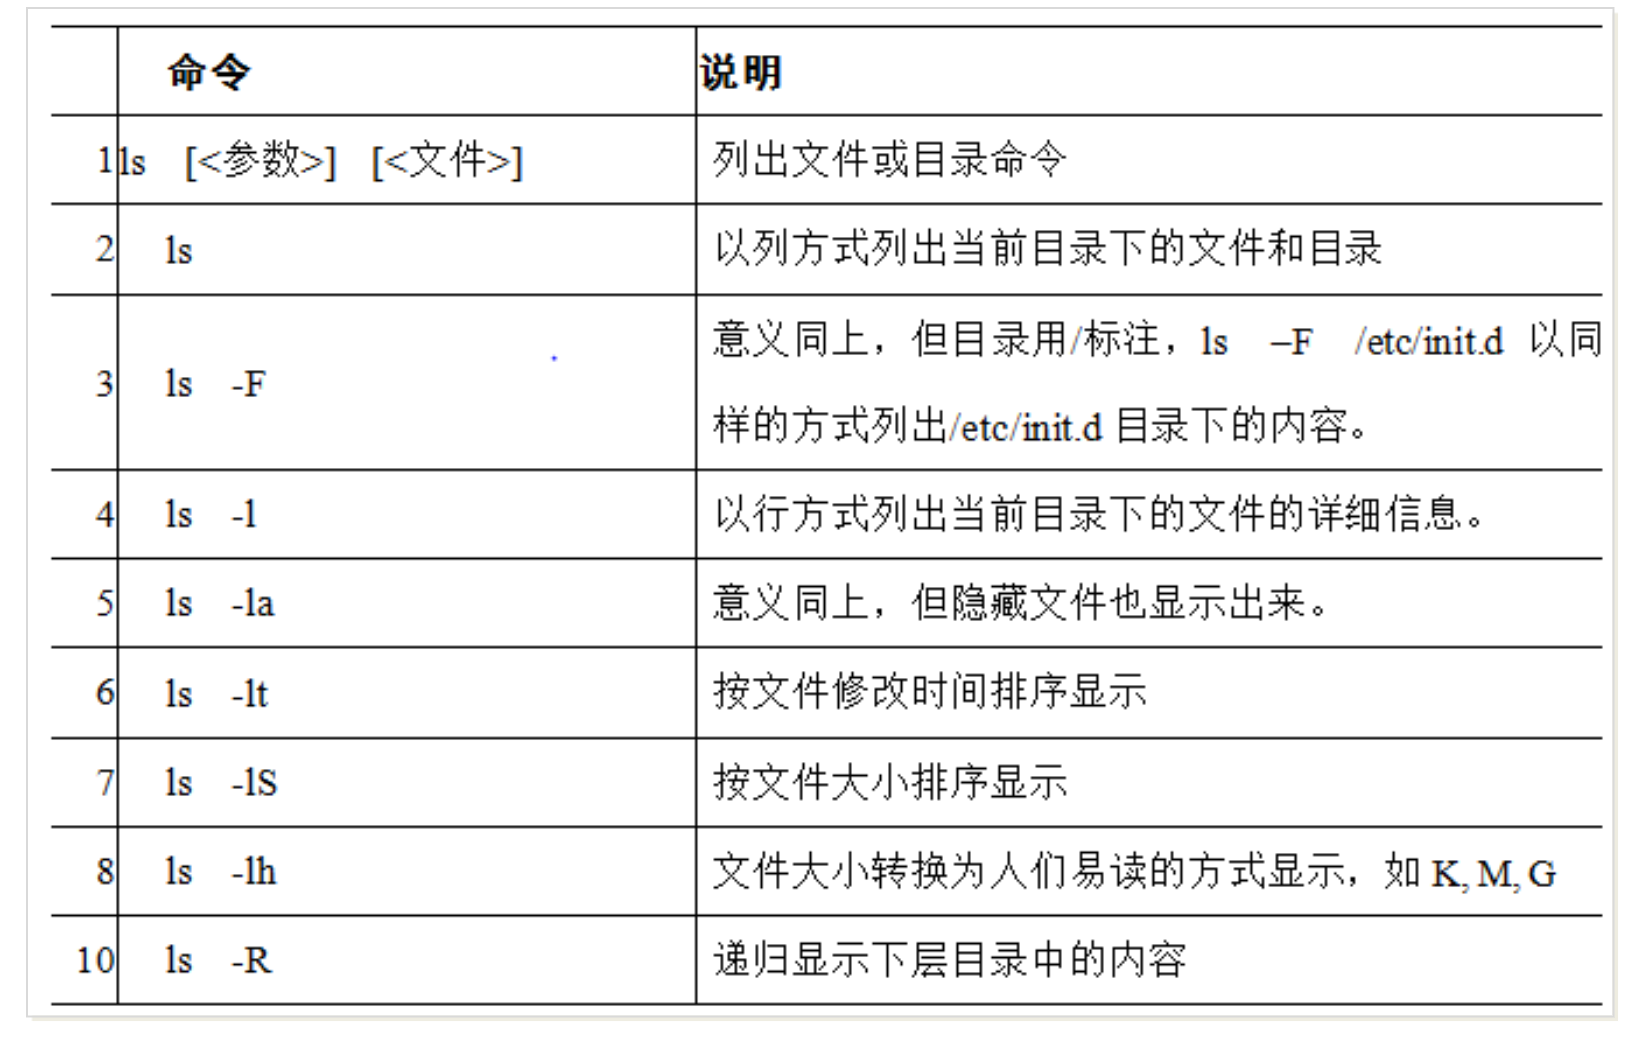 命令 说明
1 ls [<参数>] [<文件>] 列出文件或目录命令
2 ls 以列方式列出当前目录下的文件和目录
3 ls -F 意义同上，但目录用/标注，ls –F /etc/init.d 以同
样的方式列出/etc/init.d 目录下的内容。
4 ls -l 以行方式列出当前目录下的文件的详细信息。
5 ls -la 意义同上，但隐藏文件也显示出来。
6 ls -lt 按文件修改时间排序显示
7 ls -lS 按文件大小排序显示
8 ls -lh 文件大小转换为人们易读的方式显示，如 K, M, G
10 ls -R 递归显示下层目录中的内容